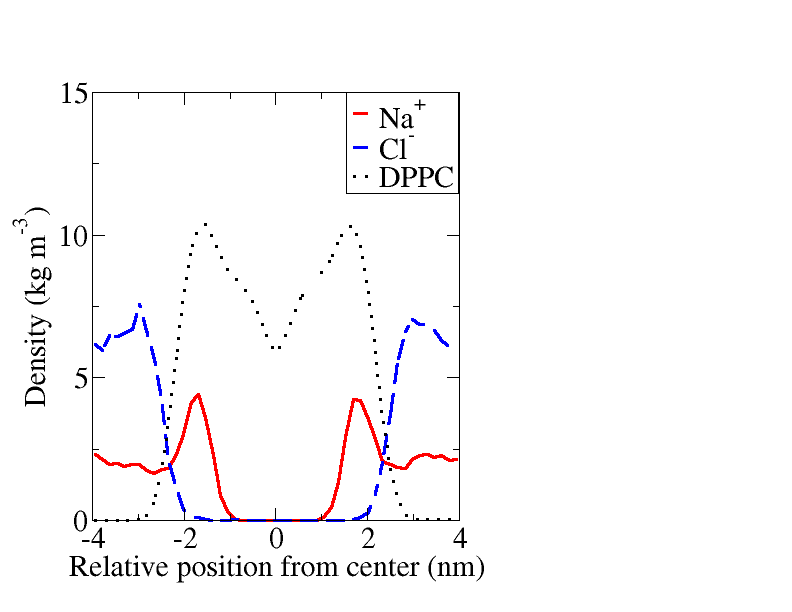 15
10
5
0
Density (kg m⁻³)
Na⁺
Cl⁻
DPPC
-4 -2 0 2 4
Relative position from center (nm)